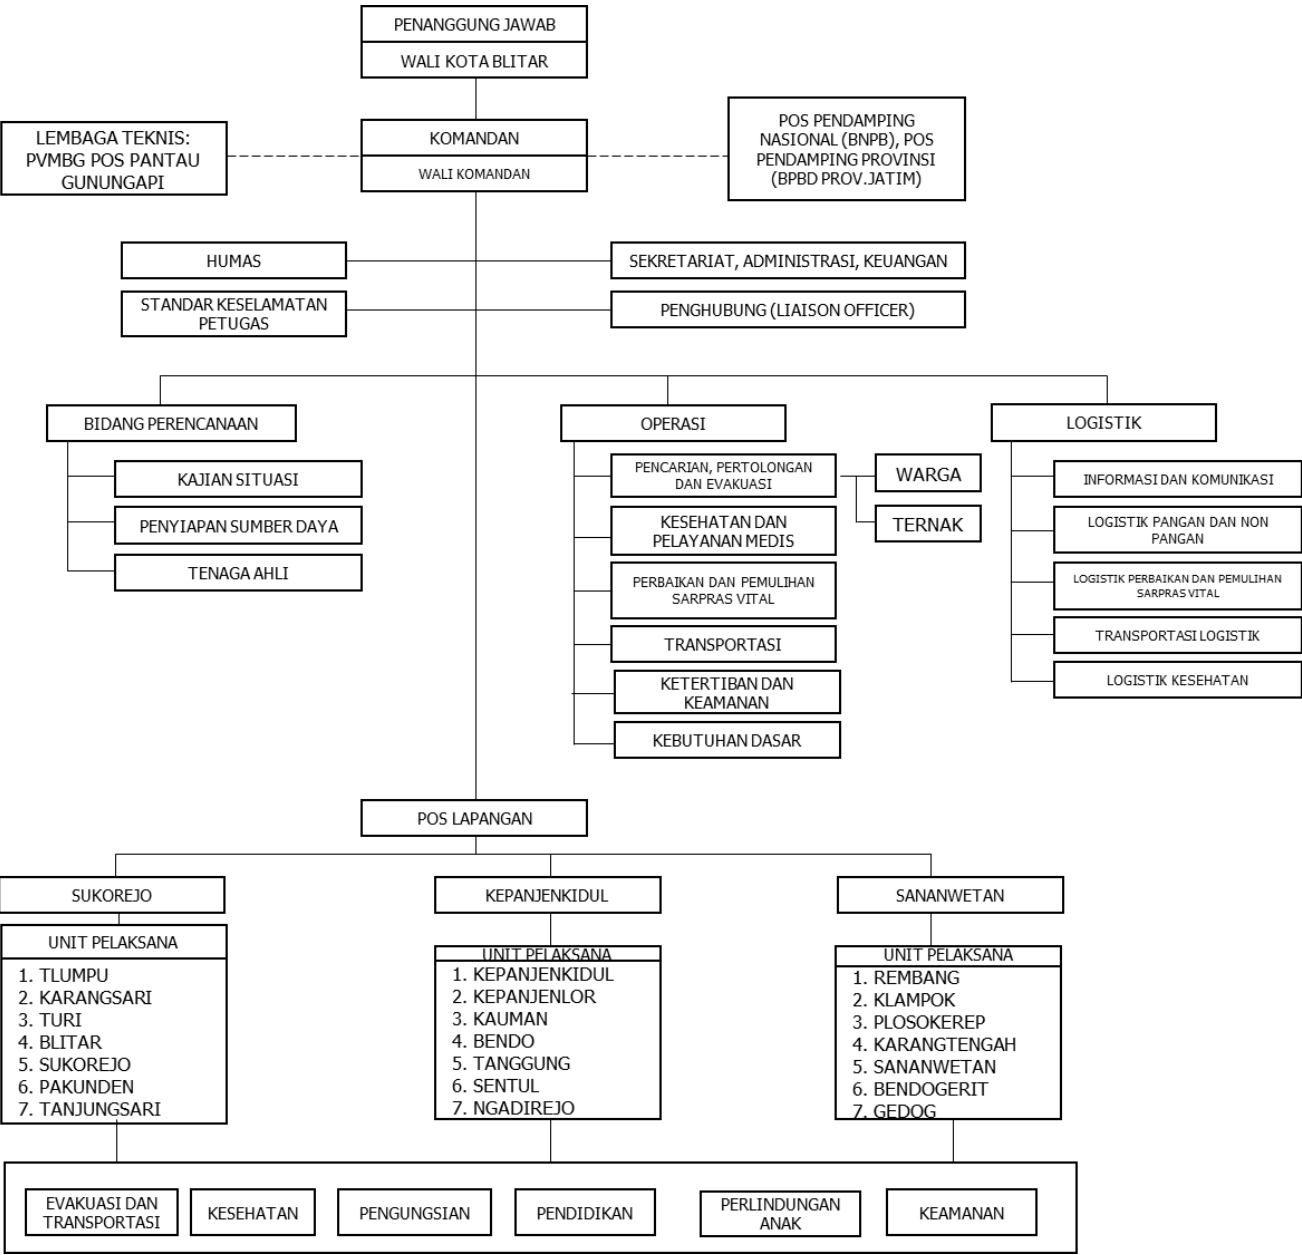 PENANGGUNG JAWAB
WALI KOTA BLITAR
LEMBAGA TEKNIS:
PVMBG POS PANTAU
GUNUNGAPI
KOMANDAN
WALI KOMANDAN
POS PENDAMPING
NASIONAL (BNPB), POS
PENDAMPING PROVINSI
(BPBD PROV.JATIM)
HUMAS
SEKRETARIAT, ADMINISTRASI, KEUANGAN
STANDAR KESELAMATAN
PETUGAS
PENGHUBUNG (LIAISON OFFICER)
BIDANG PERENCANAAN
KAJIAN SITUASI
PENYIAPAN SUMBER DAYA
TENAGA AHLI
OPERASI
PENCARIAN, PERTOLONGAN
DAN EVAKUASI
WARGA
TERNAK
KESEHATAN DAN
PELAYANAN MEDIS
PERBAIKAN DAN PEMULIHAN
SARPRAS VITAL
TRANSPORTASI
KETERTIBAN DAN
KEAMANAN
KEBUTUHAN DASAR
LOGISTIK
INFORMASI DAN KOMUNIKASI
LOGISTIK PANGAN DAN NON
PANGAN
LOGISTIK PERBAIKAN DAN PEMULIHAN
SARPRAS VITAL
TRANSPORTASI LOGISTIK
LOGISTIK KESEHATAN
POS LAPANGAN
SUKOREJO
UNIT PELAKSANA
1. TLUMPU
2. KARANGSARI
3. TURI
4. BLITAR
5. SUKOREJO
6. PAKUNDEN
7. TANJUNGSARI
KEPANJENKIDUL
UNIT PELAKSANA
1. KEPANJENKIDUL
2. KEPANJENLOR
3. KAUMAN
4. BENDO
5. TANGGUNG
6. SENTUL
7. NGADIREJO
SANANWETAN
UNIT PELAKSANA
1. REMBANG
2. KLAMPOK
3. PLOSOKEREP
4. KARANGTENGAH
5. SANANWETAN
6. BENDOGERIT
7. GEDOG
EVAKUASI DAN
TRANSPORTASI
KESEHATAN
PENGUNGSIAN
PENDIDIKAN
PERLINDUNGAN
ANAK
KEAMANAN